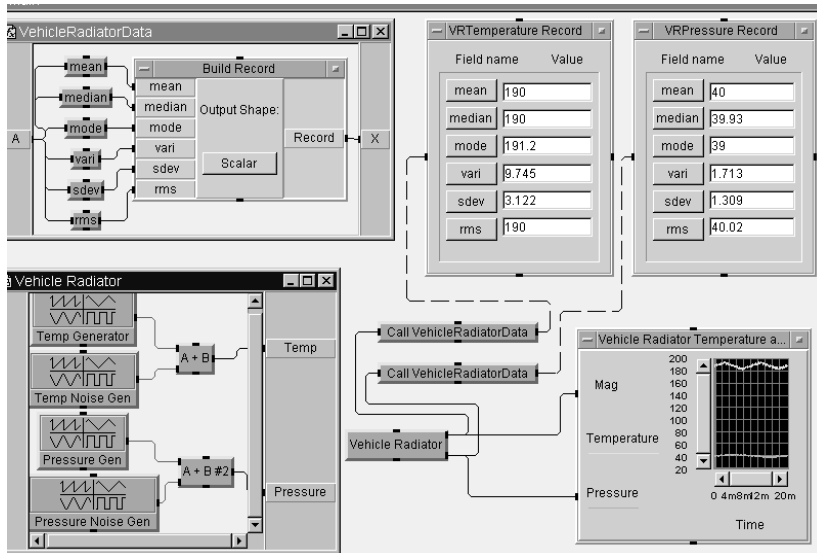 main
VehicleRadiatorData
A
mean
median
mode
vari
sdev
rms
Build Record
mean
median
mode
vari
sdev
rms
Output Shape:
Scalar
Record
X
VRTemperature Record
Field name Value
mean 190
median 190
mode 191.2
vari 9.745
sdev 3.122
rms 190
VRPressure Record
Field name Value
mean 40
median 39.93
mode 39
vari 1.713
sdev 1.309
rms 40.02
Vehicle Radiator
Temp Generator
Temp Noise Gen
A + B
Temp
Pressure Gen
A + B #2
Pressure Noise Gen
Pressure
Call VehicleRadiatorData
Call VehicleRadiatorData
Vehicle Radiator
Vehicle Radiator Temperature a...
Mag
Temperature
Pressure
200
180
160
140
120
100
80
60
40
20
0 4m8m12m 20m
Time